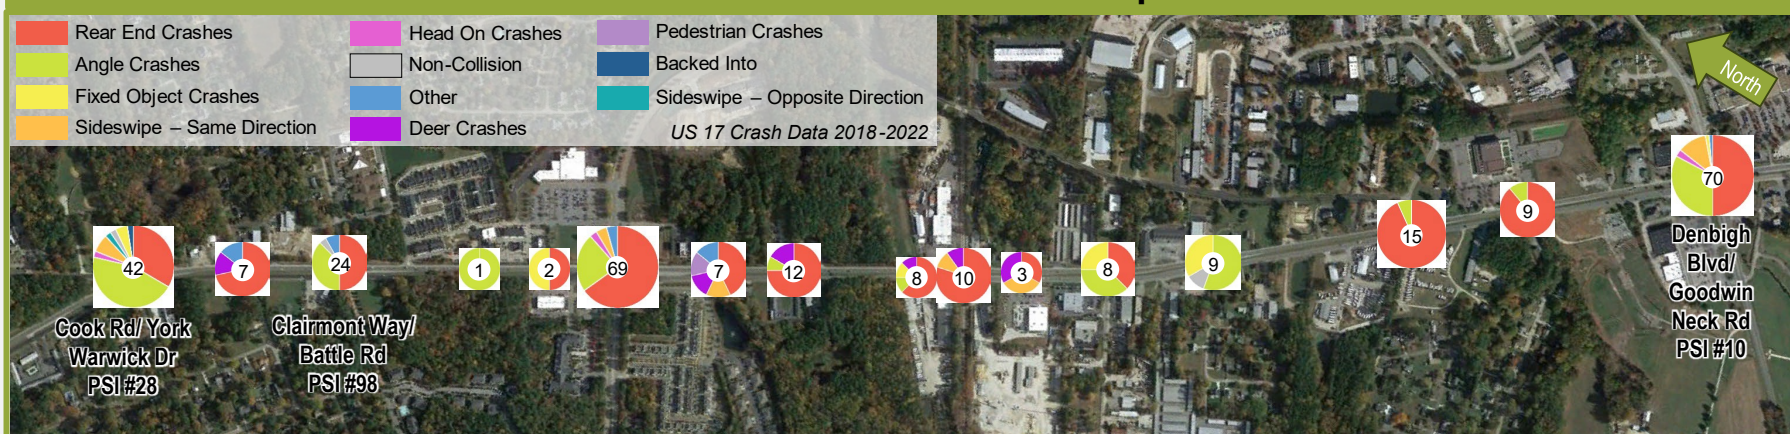 Rear End Crashes
Angle Crashes
Fixed Object Crashes
Sideswipe – Same Direction
Head On Crashes
Non-Collision
Other
Deer Crashes
Pedestrian Crashes
Backed Into
Sideswipe – Opposite Direction
US 17 Crash Data 2018-2022
North
42
7
24
1
2
69
7
12
8
10
3
8
9
15
9
70
Cook Rd/ York
Warwick Dr
PSI #28
Clairmont Way/
Battle Rd
PSI #98
Denbigh
Blvd/
Goodwin
Neck Rd
PSI #10